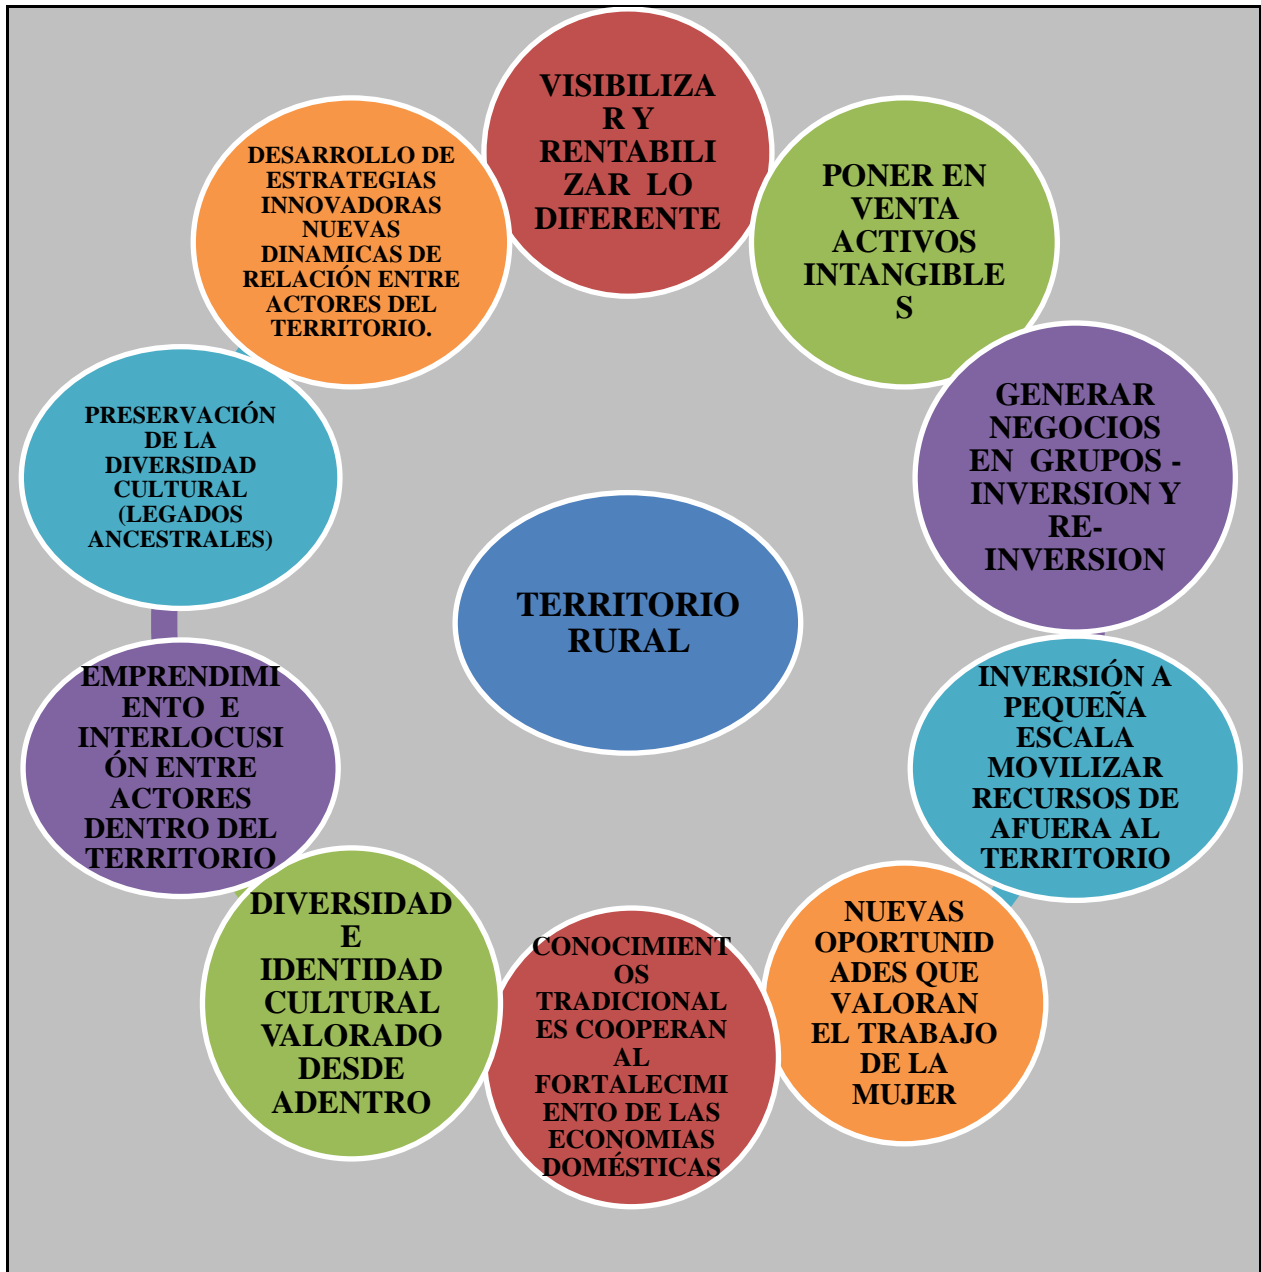 VISIBILIZA
R Y
RENTABILI
ZAR LO
DIFERENTE
PONER EN
VENTA
ACTIVOS
INTANGIBLE
S
GENERAR
NEGOCIOS
EN GRUPOS -
INVERSION Y
RE-
INVERSION
INVERSIÓN A
PEQUEÑA
ESCALA
MOVILIZAR
RECURSOS DE
AFUERA AL
TERRITORIO
NUEVAS
OPORTUNID
ADES QUE
VALORAN
EL TRABAJO
DE LA
MUJER
CONOCIMIENT
OS
TRADICIONAL
ES COOPERAN
AL
FORTALECIMI
ENTO DE LAS
ECONOMIAS
DOMÉSTICAS
DIVERSIDAD
E
IDENTIDAD
CULTURAL
VALORADO
DESDE
ADENTRO
EMPRENDIMI
ENTO E
INTERLOCUSI
ÓN ENTRE
ACTORES
DENTRO DEL
TERRITORIO
PRESERVACIÓN
DE LA
DIVERSIDAD
CULTURAL
(LEGADOS
ANCESTRALES)
DESARROLLO DE
ESTRATEGIAS
INNOVADORAS
NUEVAS
DINAMICAS DE
RELACIÓN ENTRE
ACTORES DEL
TERRITORIO.
TERRITORIO
RURAL